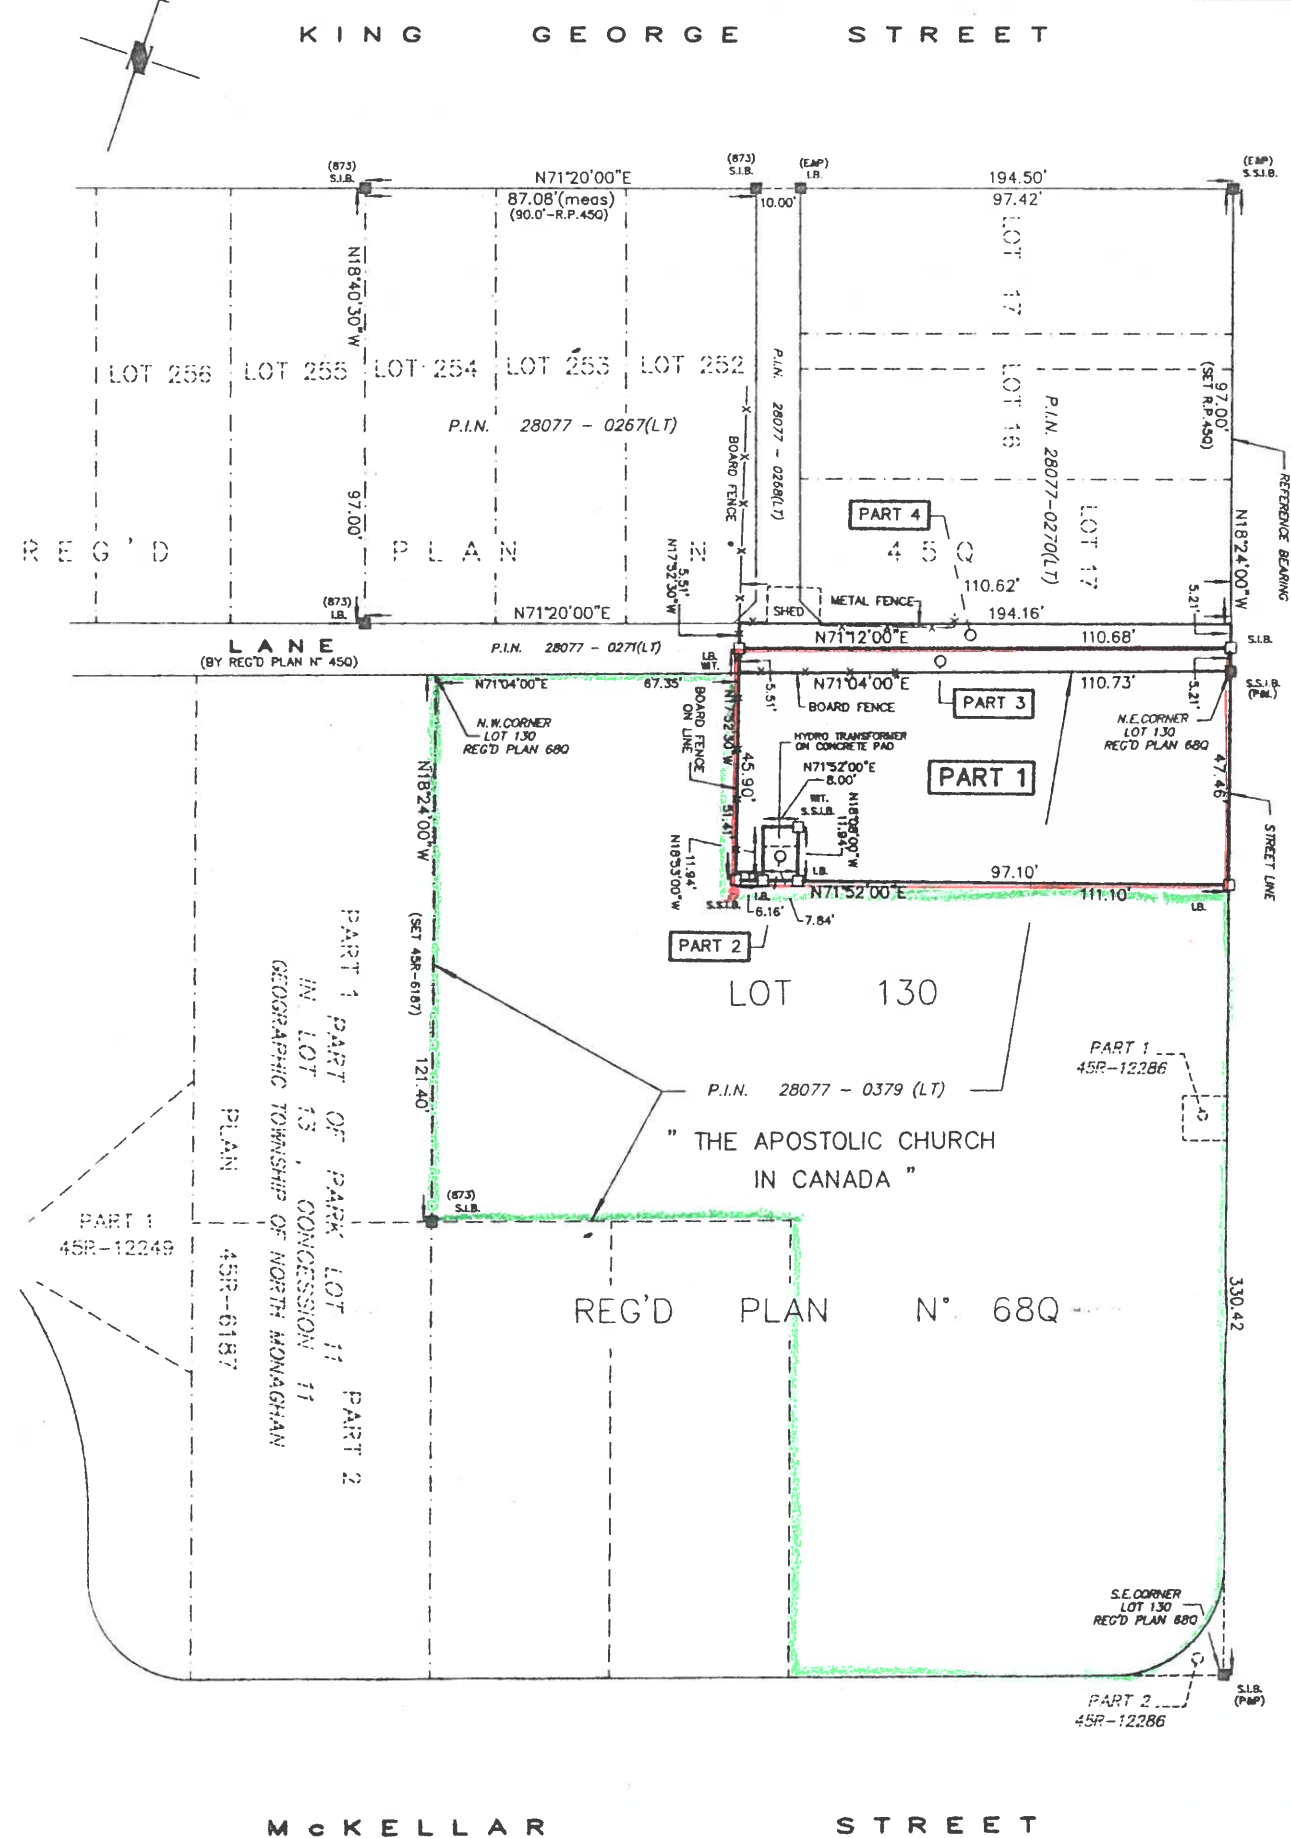 KING GEORGE STREET
(873)
S.I.B.
N71°20'00"E
87.08'(meas)
(90.0'-R.P.45Q)
(873)
S.I.B.
10.00'
I.B.
194.50'
97.42'
S.S.I.B.
N18°40'30"W
97.00'
LOT 256
LOT 255
LOT 254
LOT 253
LOT 252
P.I.N. 28077 - 0267(LT)
BOARD FENCE
P.I.N. 28077 - 0268(LT)
LOT 17
LOT 16
LOT 17
P.I.N. 28077-0270(LT)
97.00'
(SET R.P.45Q)
REFERENCE BEARING
N18°24'00"W
REG'D PLAN N° 45Q
PART 4
110.62'
5.51'
N17°52'30"W
SHED
METAL FENCE
194.16'
5.21'
(873)
I.B.
N71°20'00"E
N71°12'00"E
110.68'
S.I.B.
LANE
(BY REG'D PLAN N° 45Q)
P.I.N. 28077 - 0271(LT)
I.B.
WIT.
N71°04'00"E
67.35'
5.51'
N71°04'00"E
110.73'
5.21'
S.S.I.B.
BOARD FENCE
PART 3
N.W.CORNER
LOT 130
REG'D PLAN 68Q
BOARD FENCE
ON LINE
N17°52'30"W
45.90'
51.41'
N.E.CORNER
LOT 130
REG'D PLAN 68Q
HYDRO TRANSFORMER
ON CONCRETE PAD
N71°52'00"E
8.00'
WIT.
S.S.I.B.
N18°08'00"W
11.94'
PART 1
47.46'
STREET LINE
N18°24'00"W
11.94'
N18°53'00"W
I.B.
97.10'
S.S.I.B.
I.B.
6.16'
7.84'
N71°52'00"E
111.10'
I.B.
PART 2
LOT 130
(SET 45R-6187)
121.40'
PART 1
45R-12286
P.I.N. 28077 - 0379 (LT)
" THE APOSTOLIC CHURCH
IN CANADA "
(873)
S.I.B.
PART 1 PART OF PARK LOT 11 PART 2
IN LOT 13 , CONCESSION 11
GEOGRAPHIC TOWNSHIP OF NORTH MONAGHAN
PLAN 45R-6187
PART 1
45R-12249
REG'D PLAN N° 68Q
330.42
S.E.CORNER
LOT 130
REG'D PLAN 68Q
S.I.B.
PART 2
45R-12286
McKELLAR STREET